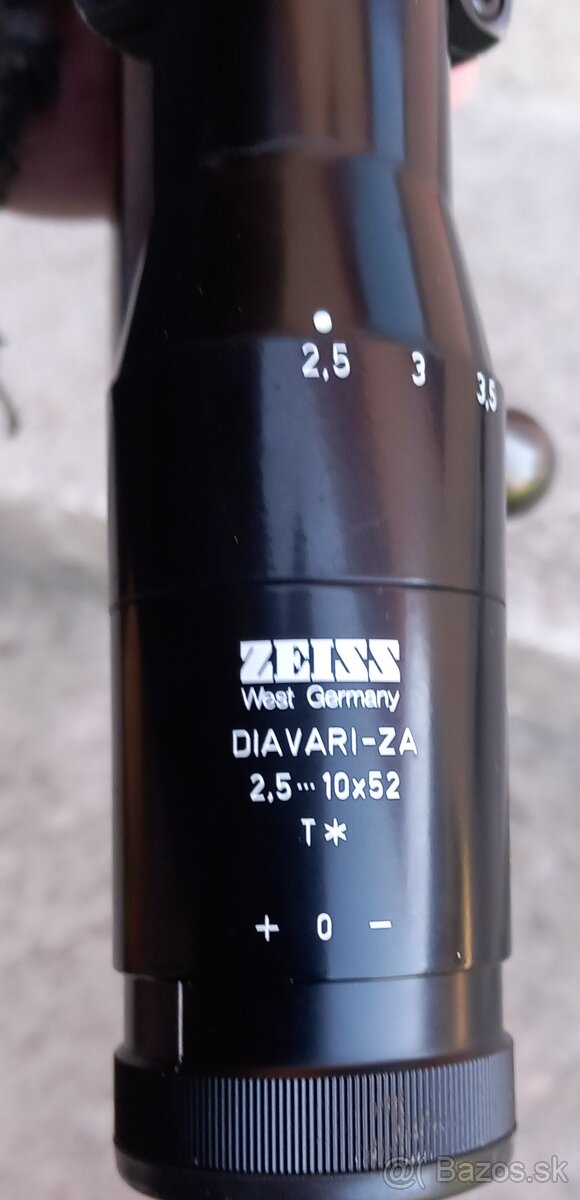 2,5 3 3,5
ZEISS
West Germany
DIAVARI-ZA
2,5···10x52
T*
+ 0 −
@( Bazos.sk